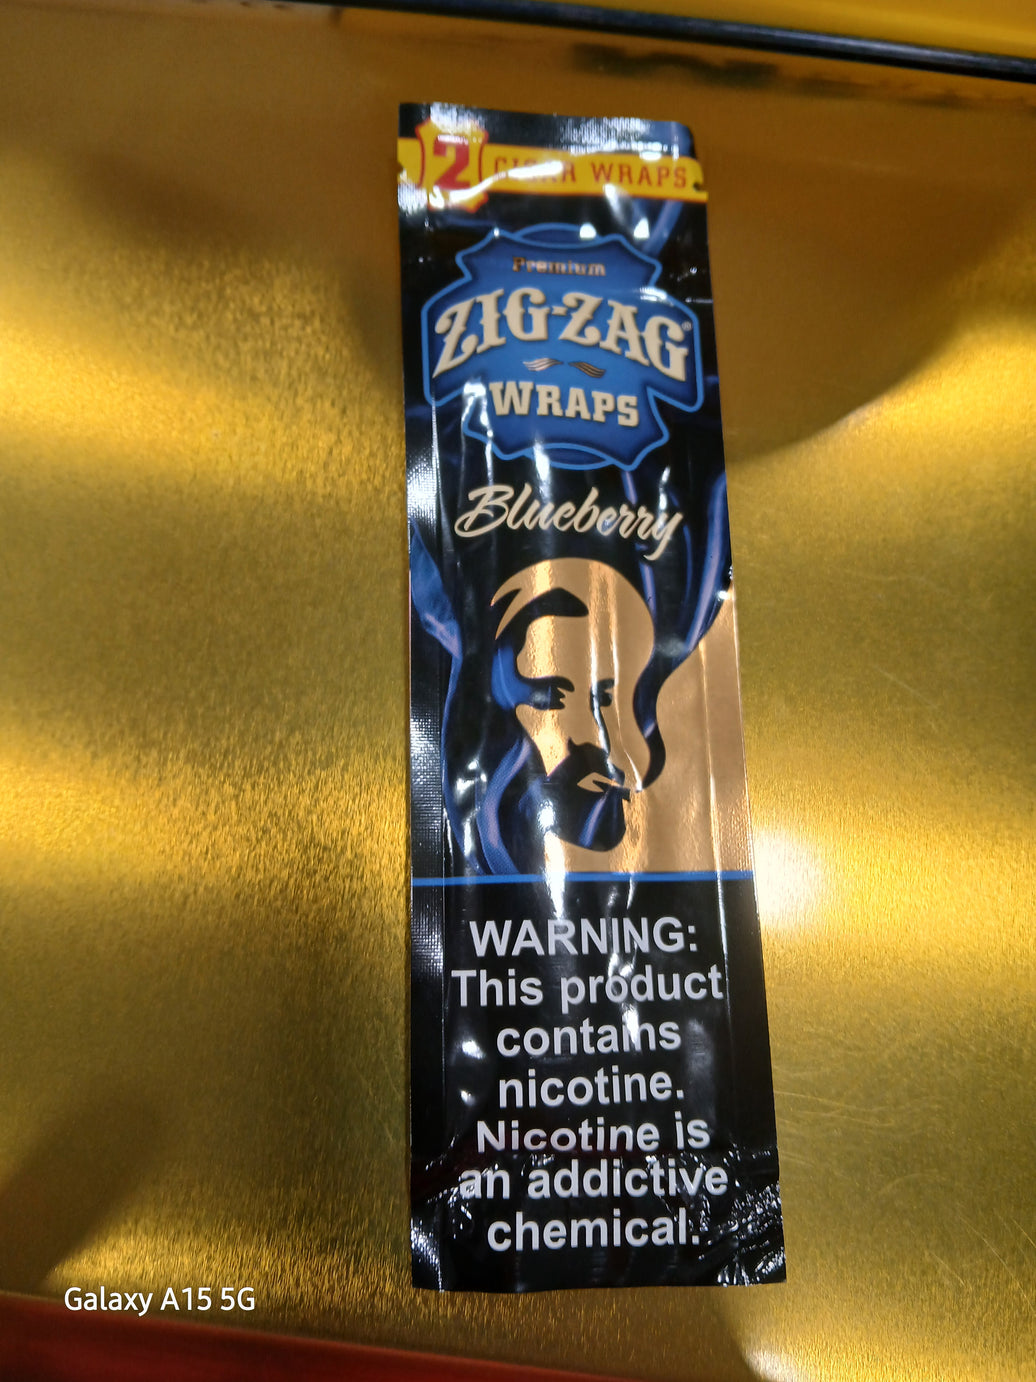 2 CIGAR WRAPS
Premium
ZIG-ZAG®
WRAPS
Blueberry
WARNING:
This product
contains
nicotine.
Nicotine is
an addictive
chemical.
Galaxy A15 5G